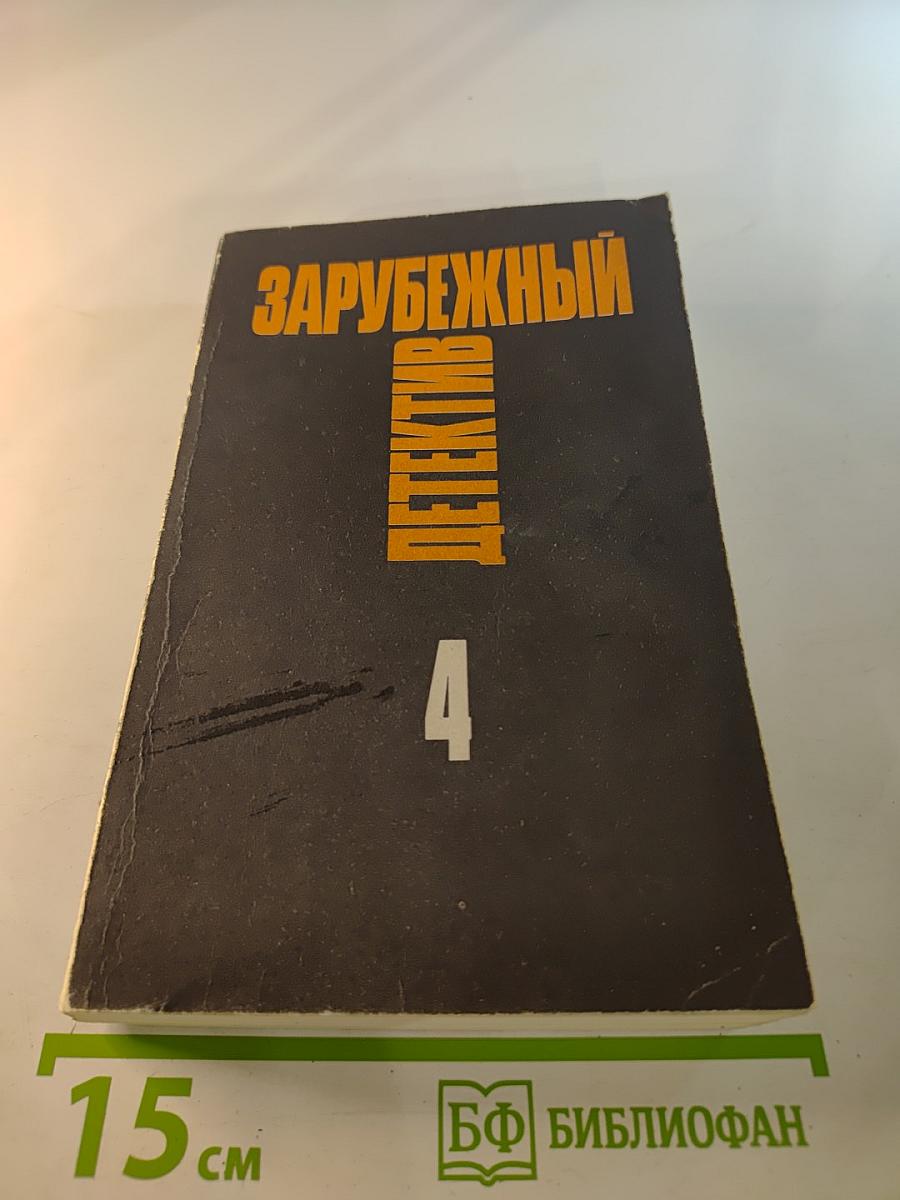 ЗАРУБЕЖНЫЙ
ДЕТЕКТИВ
4
15 см
БФ БИБЛИОФАН